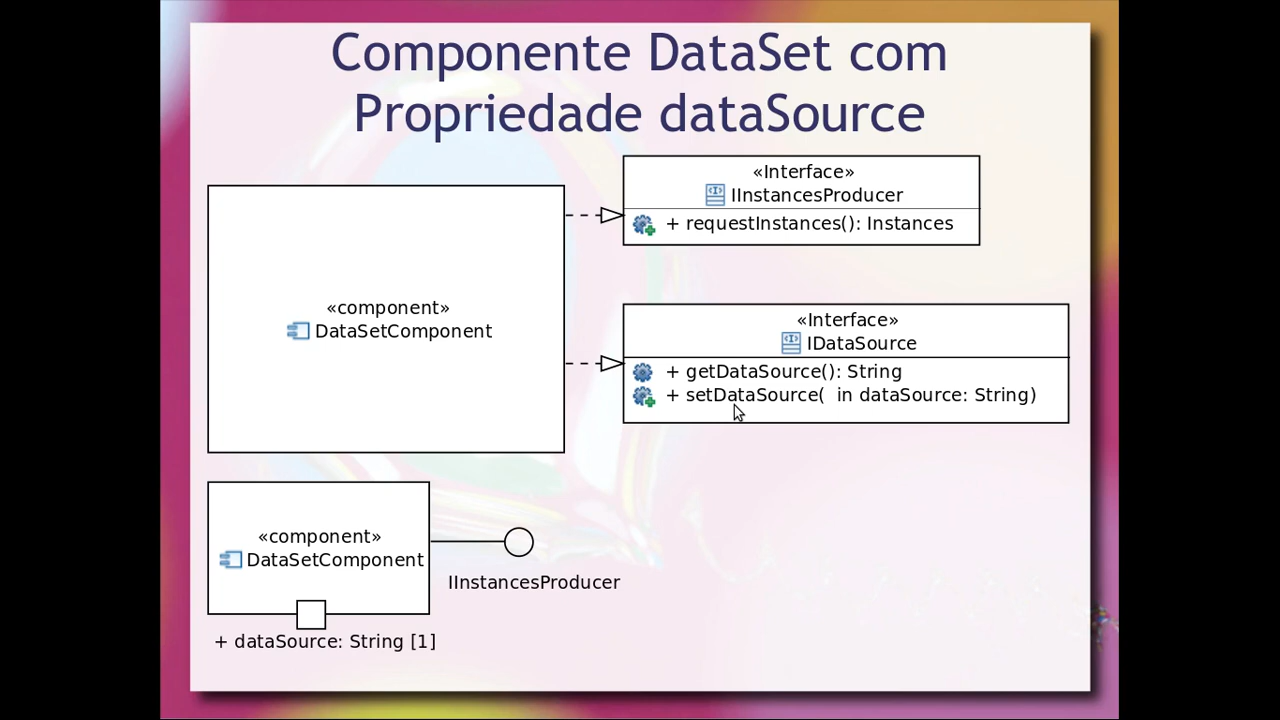 Componente DataSet com
Propriedade dataSource
«Interface»
IInstancesProducer
+ requestInstances(): Instances
«component»
DataSetComponent
«Interface»
IDataSource
+ getDataSource(): String
+ setDataSource(  in dataSource: String)
«component»
DataSetComponent
IInstancesProducer
+ dataSource: String [1]